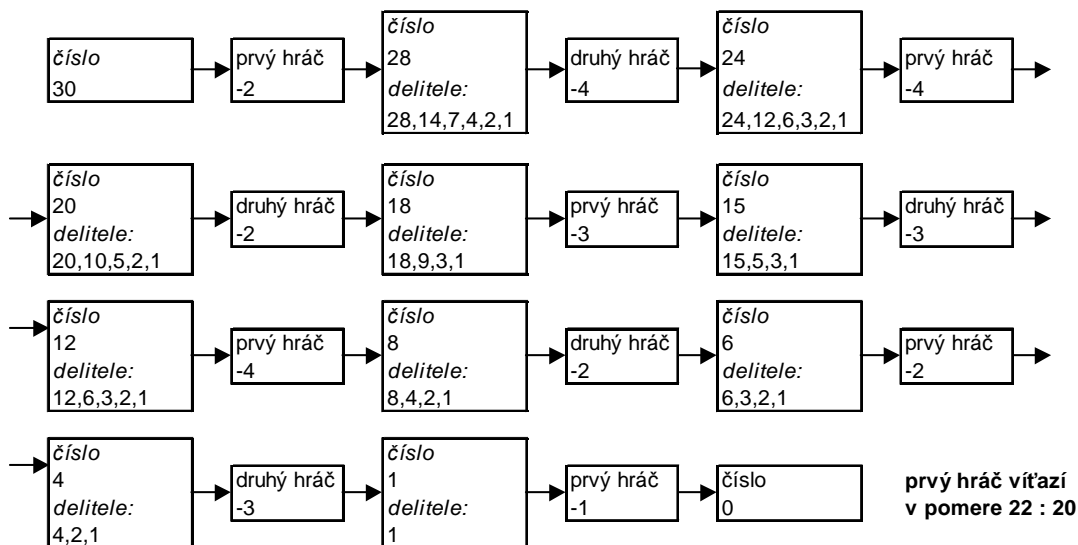 číslo
30
prvý hráč
-2
číslo
28
delitele:
28,14,7,4,2,1
druhý hráč
-4
číslo
24
delitele:
24,12,6,3,2,1
prvý hráč
-4
číslo
20
delitele:
20,10,5,2,1
druhý hráč
-2
číslo
18
delitele:
18,9,3,1
prvý hráč
-3
číslo
15
delitele:
15,5,3,1
druhý hráč
-3
číslo
12
delitele:
12,6,3,2,1
prvý hráč
-4
číslo
8
delitele:
8,4,2,1
druhý hráč
-2
číslo
6
delitele:
6,3,2,1
prvý hráč
-2
číslo
4
delitele:
4,2,1
druhý hráč
-3
číslo
1
delitele:
1
prvý hráč
-1
číslo
0
prvý hráč víťazí
v pomere 22 : 20